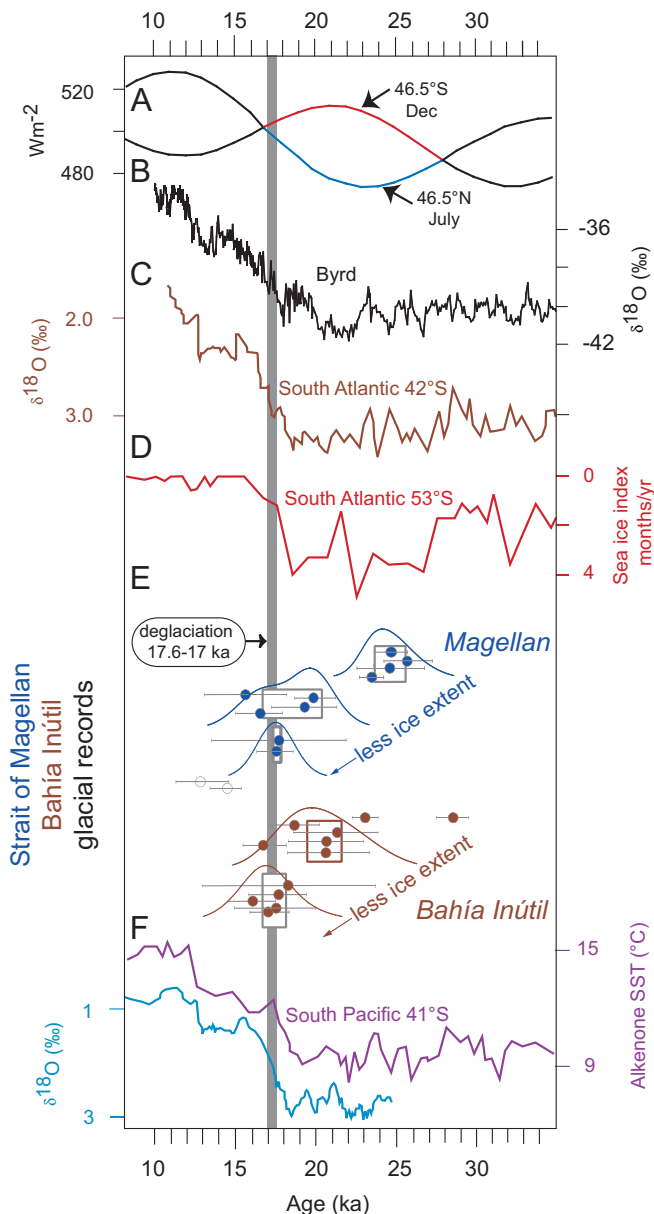 10 15 20 25 30
A
520
480
Wm-2
46.5°S
Dec
46.5°N
July
B
-36
-42
δ18O (‰)
Byrd
C
2.0
3.0
δ18O (‰)
South Atlantic 42°S
D
0
4
Sea ice index
months/yr
South Atlantic 53°S
E
deglaciation
17.6-17 ka
Magellan
less ice extent
Strait of Magellan
Bahía Inútil
glacial records
less ice extent
Bahía Inútil
F
15
9
Alkenone SST (°C)
South Pacific 41°S
1
3
δ18O (‰)
10 15 20 25 30
Age (ka)